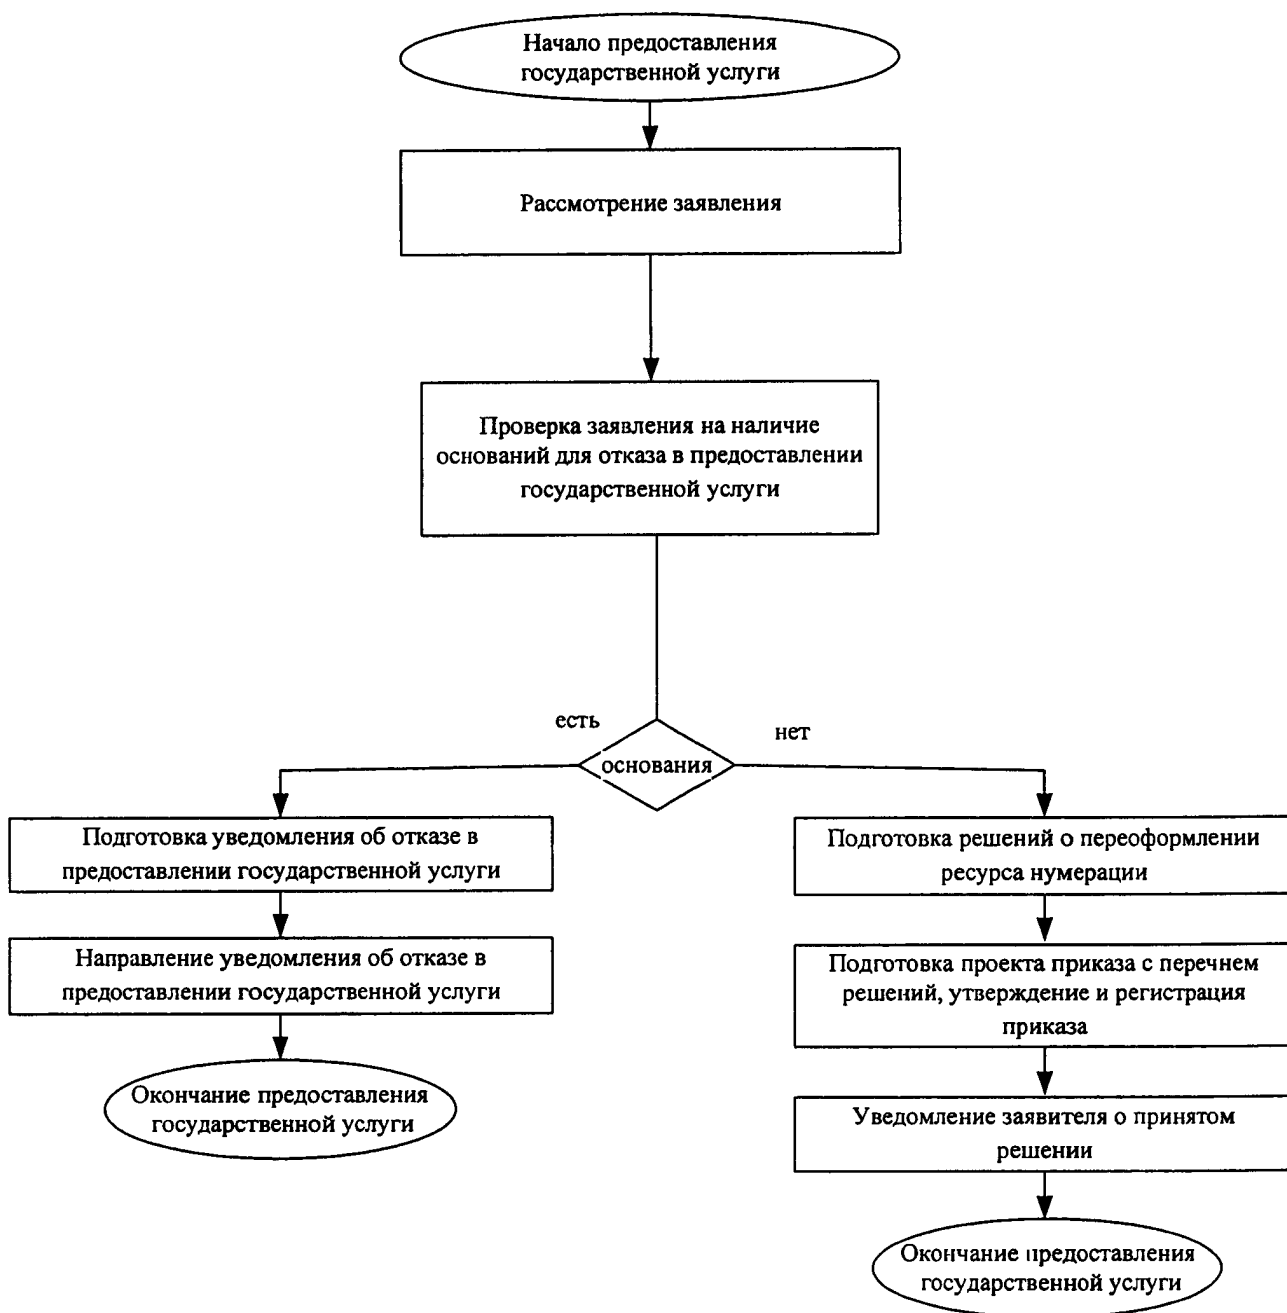 Начало предоставления
государственной услуги
Рассмотрение заявления
Проверка заявления на наличие
оснований для отказа в предоставлении
государственной услуги
есть
нет
основания
Подготовка уведомления об отказе в
предоставлении государственной услуги
Направление уведомления об отказе в
предоставлении государственной услуги
Окончание предоставления
государственной услуги
Подготовка решений о переоформлении
ресурса нумерации
Подготовка проекта приказа с перечнем
решений, утверждение и регистрация
приказа
Уведомление заявителя о принятом
решении
Окончание предоставления
государственной услуги